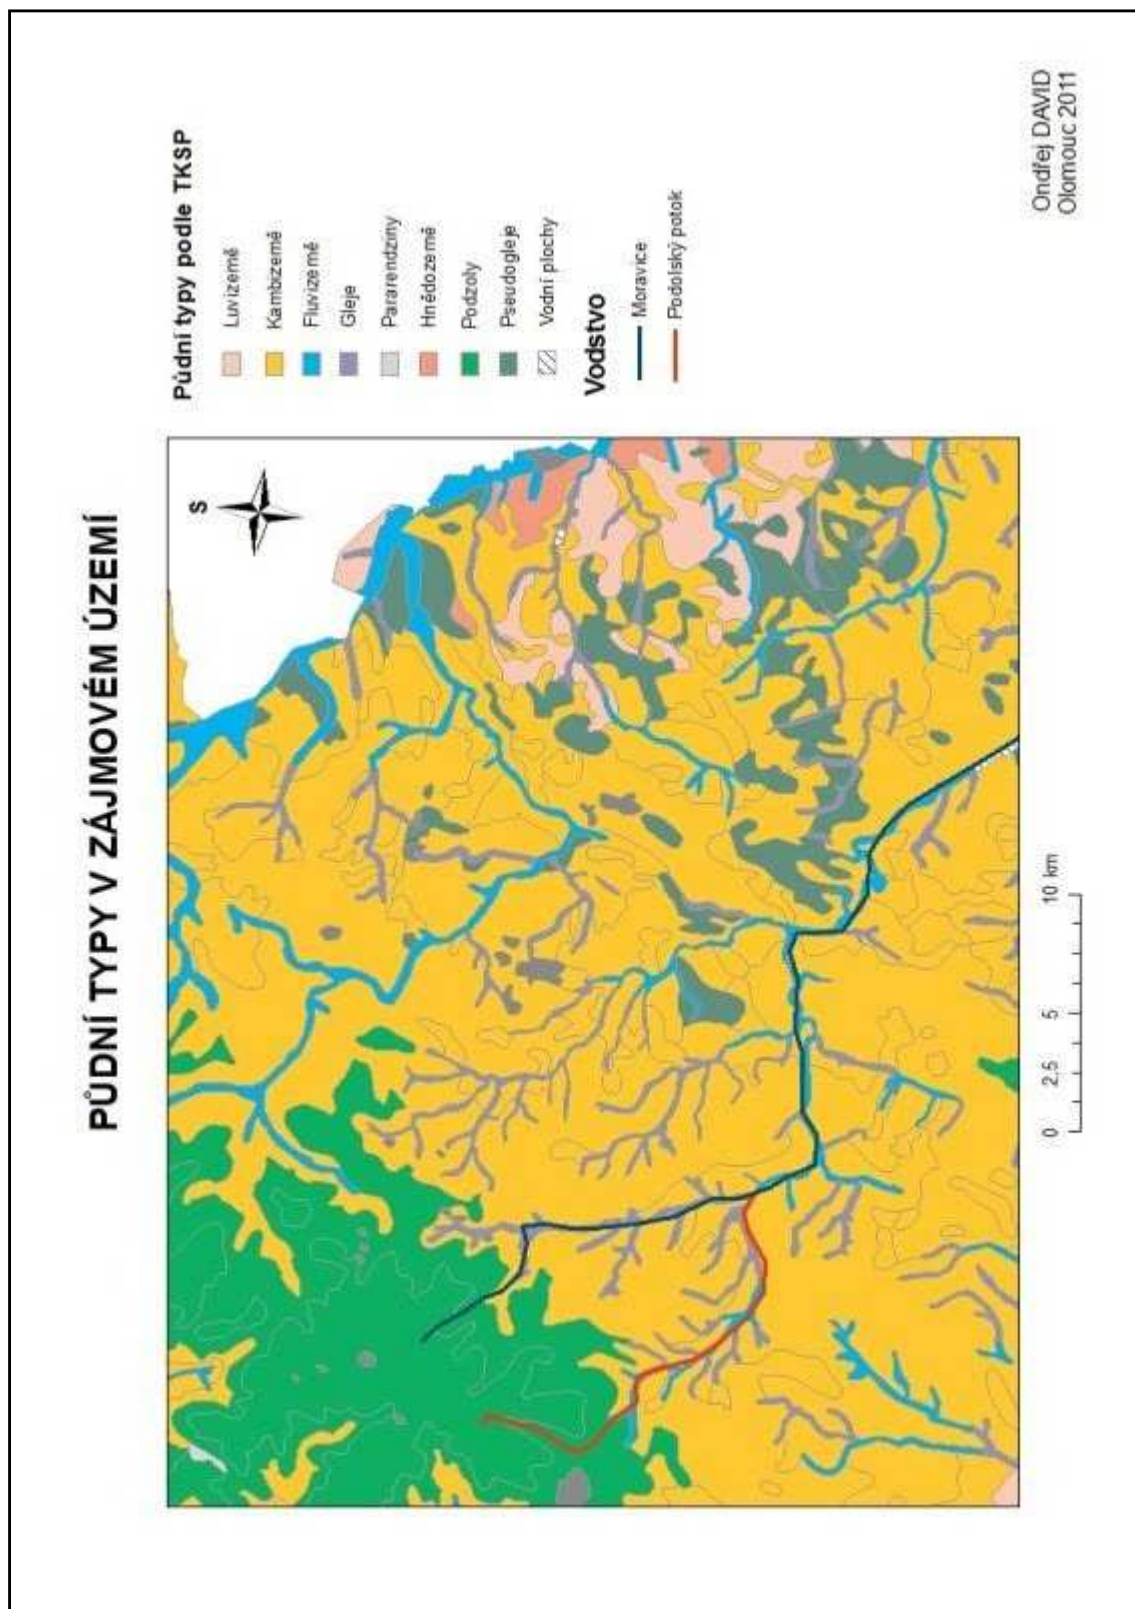 PŮDNÍ TYPY V ZÁJMOVÉM ÚZEMÍ
S
Půdní typy podle TKSP
Luvizemě
Kambizemě
Fluvizemě
Gleje
Pararendziny
Hnědozemě
Podzoly
Pseudogleje
Vodní plochy
Vodstvo
Moravice
Podolský potok
0 2,5 5 10 km
Ondřej DAVID
Olomouc 2011